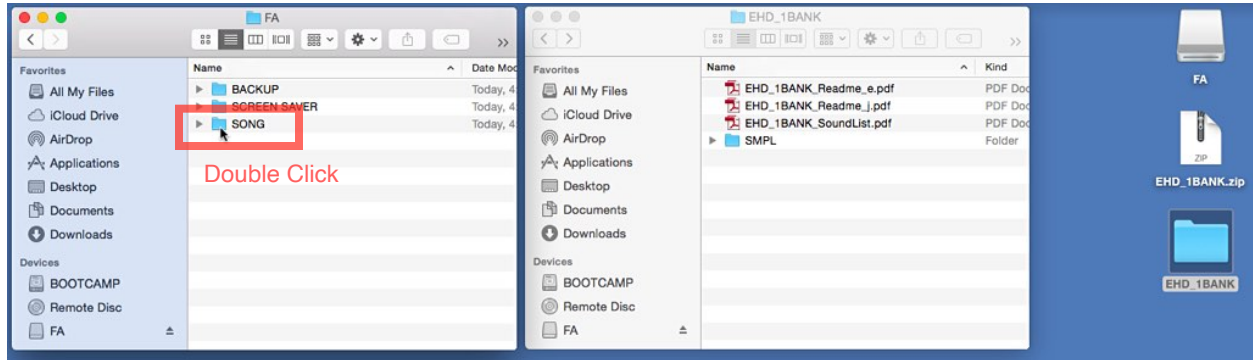 FA
Favorites
All My Files
iCloud Drive
AirDrop
Applications
Desktop
Documents
Downloads
Devices
BOOTCAMP
Remote Disc
FA
Name Date Mod
BACKUP Today, 4:
SCREEN SAVER Today, 4:
SONG Today, 4:
Double Click
EHD_1BANK
Favorites
All My Files
iCloud Drive
AirDrop
Applications
Desktop
Documents
Downloads
Devices
BOOTCAMP
Remote Disc
FA
Name Kind
EHD_1BANK_Readme_e.pdf PDF Doc
EHD_1BANK_Readme_j.pdf PDF Doc
EHD_1BANK_SoundList.pdf PDF Doc
SMPL Folder
FA
ZIP
EHD_1BANK.zip
EHD_1BANK